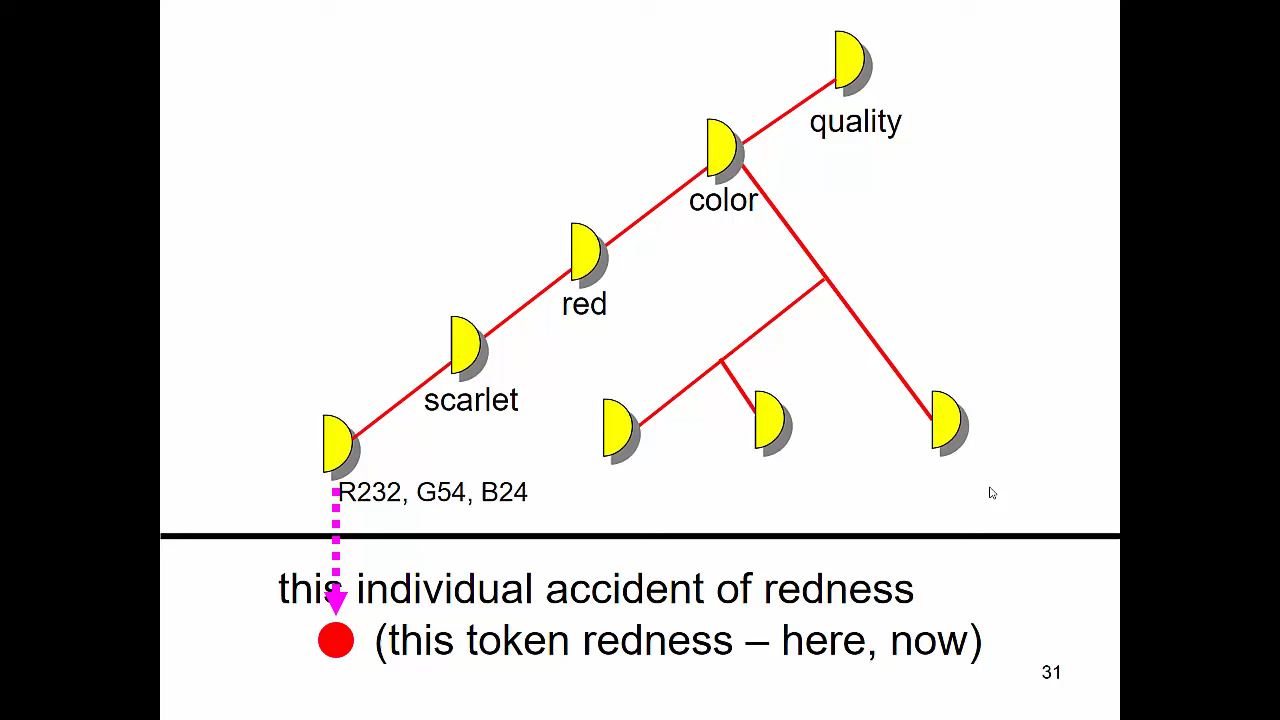 quality
color
red
scarlet
R232, G54, B24
this individual accident of redness
(this token redness – here, now)
31